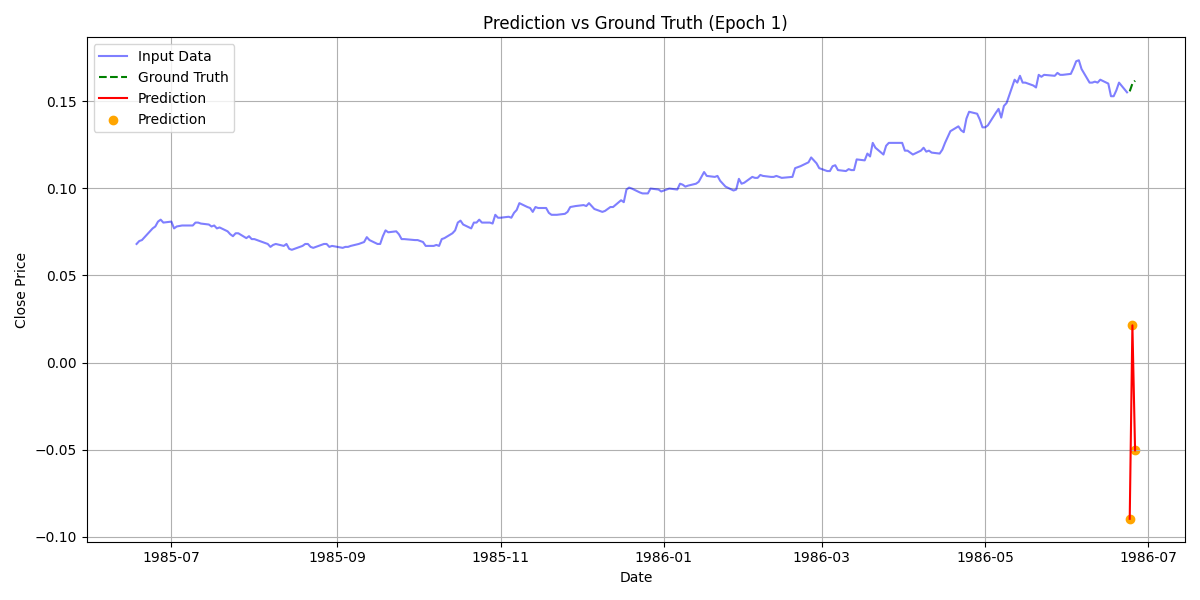 Prediction vs Ground Truth (Epoch 1)
Input Data
Ground Truth
Prediction
Prediction
Close Price
0.15
0.10
0.05
0.00
−0.05
−0.10
1985-07
1985-09
1985-11
1986-01
1986-03
1986-05
1986-07
Date